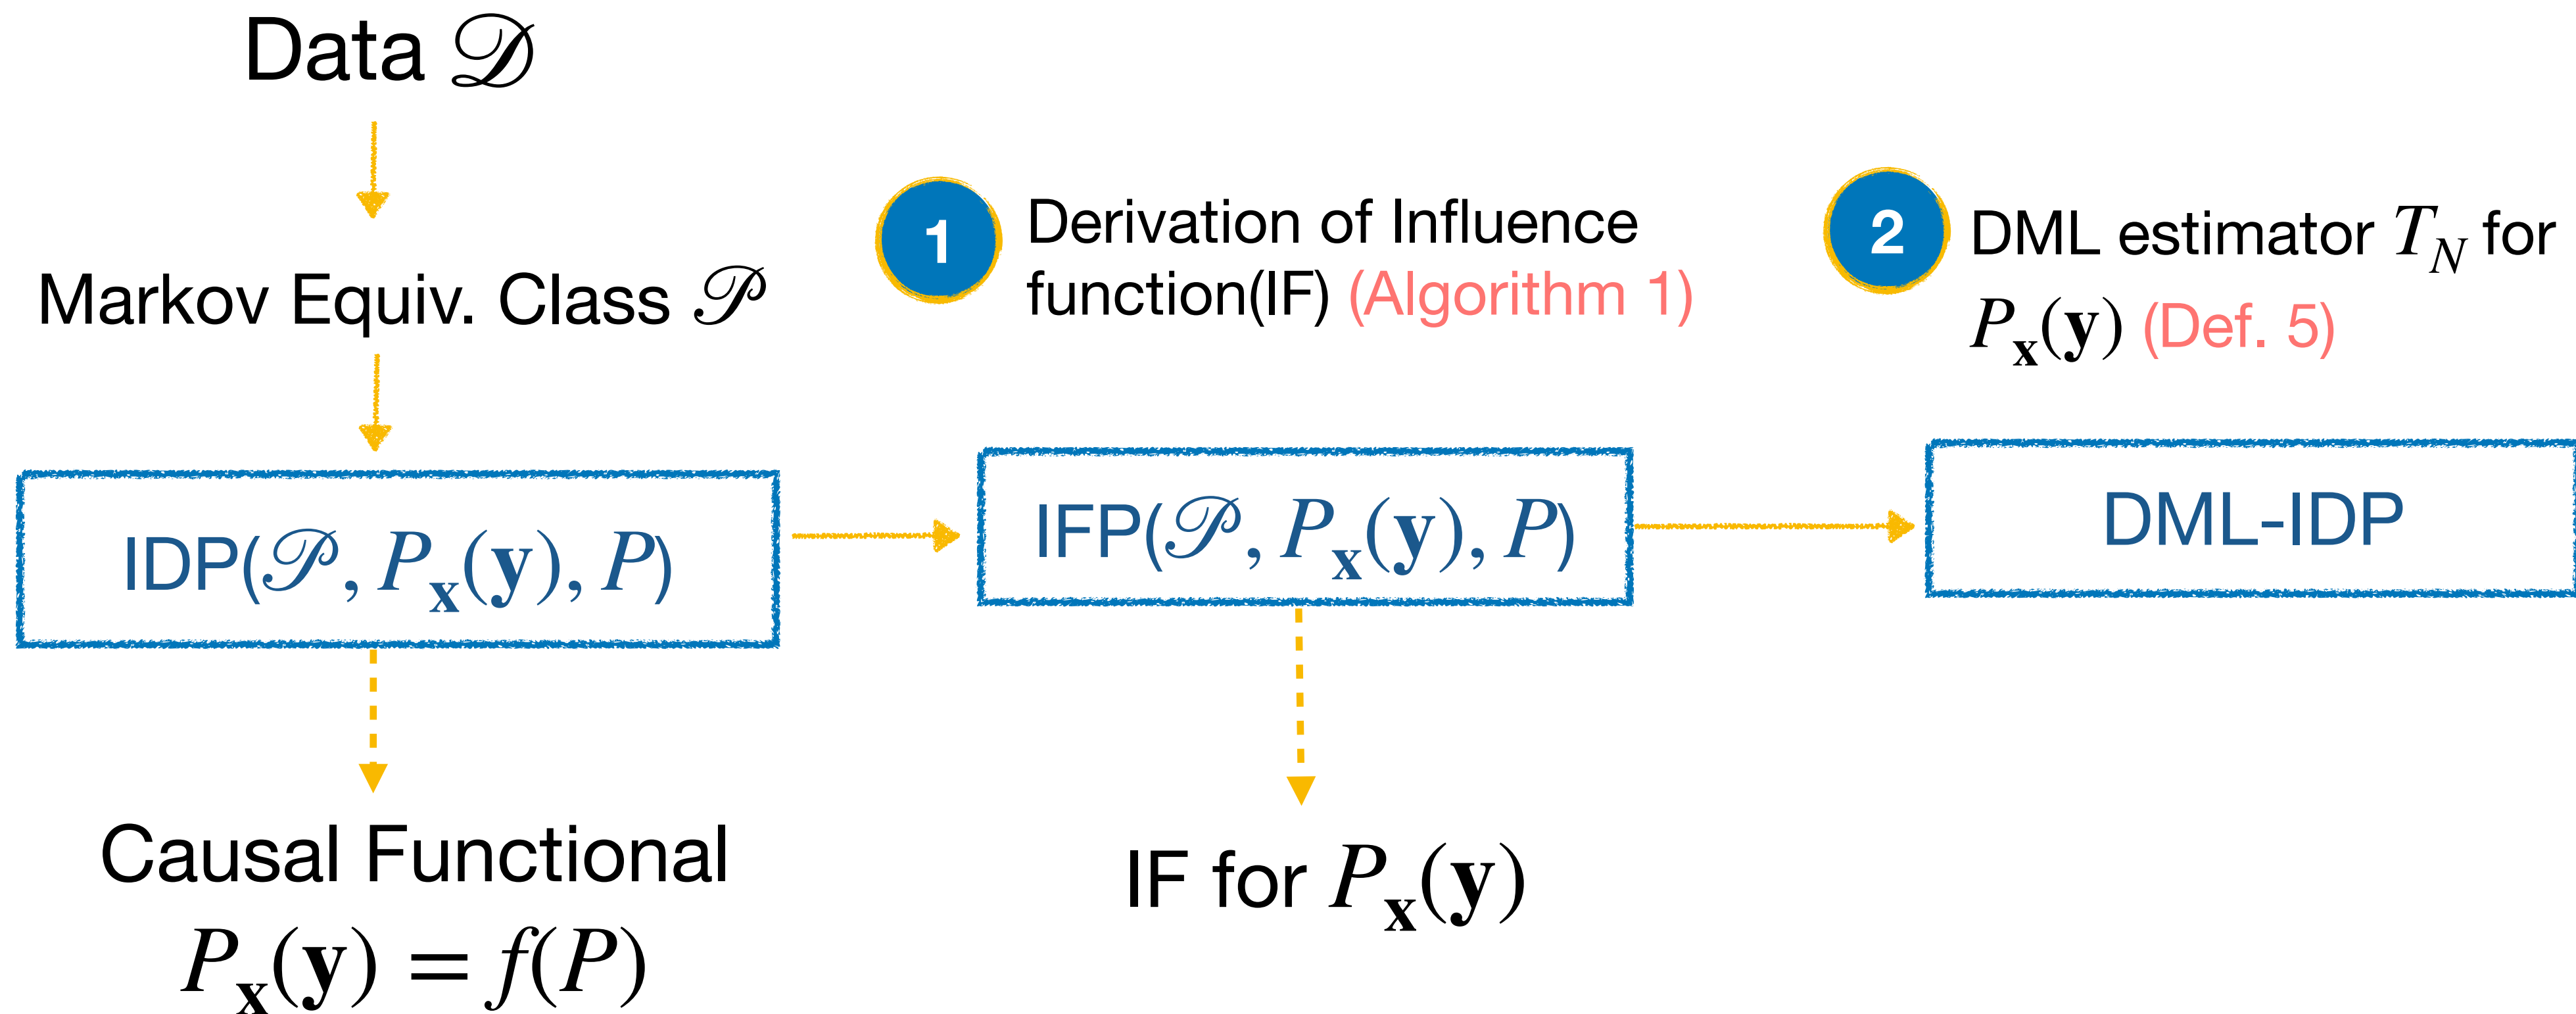 Data 𝒟
Markov Equiv. Class 𝒫
1
Derivation of Influence
function(IF) (Algorithm 1)
2
DML estimator T_N for
P_𝐱(𝐲) (Def. 5)
IDP(𝒫, P_𝐱(𝐲), P)
IFP(𝒫, P_𝐱(𝐲), P)
DML-IDP
Causal Functional
P_𝐱(𝐲) = f(P)
IF for P_𝐱(𝐲)